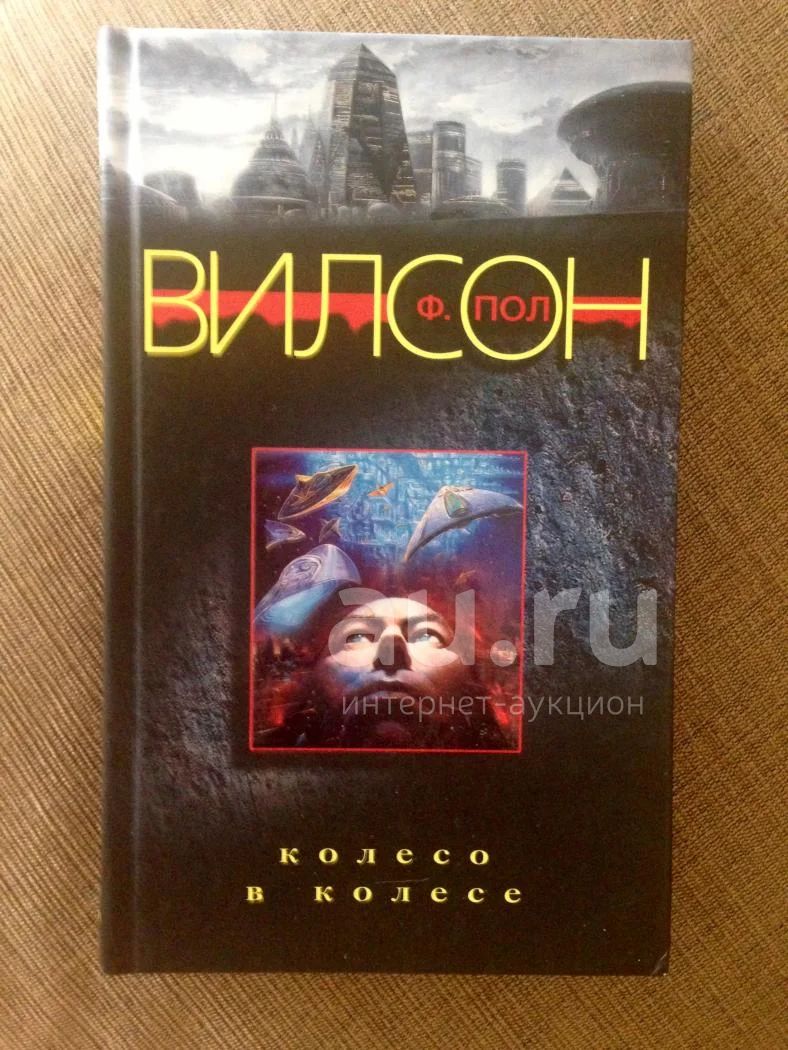 ВИЛСОН
Ф. ПОЛ
au.ru
интернет-аукцион
колесо
в колесе